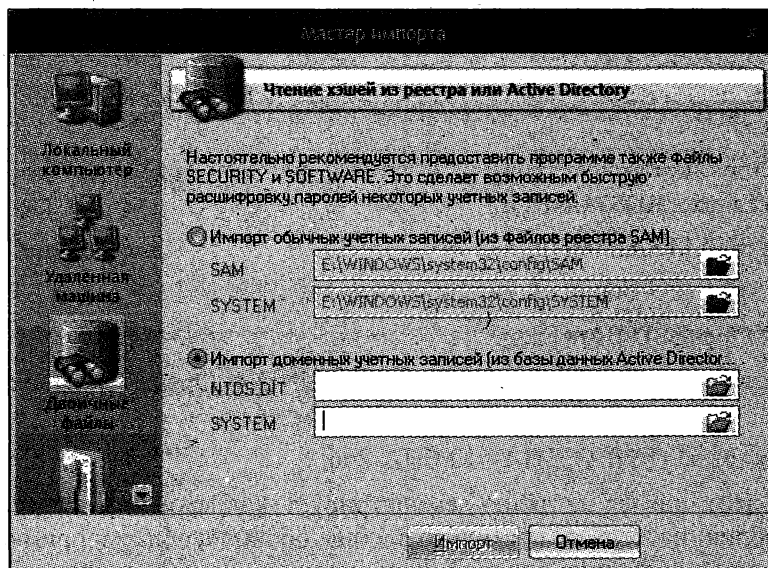 Мастер импорта
Локальный
компьютер
Удаленная
машина
Двоичные
файлы
Чтение хэшей из реестра или Active Directory
Настоятельно рекомендуется предоставить программе также файлы
SECURITY и SOFTWARE. Это сделает возможным быструю
расшифровку паролей некоторых учетных записей.
Импорт обычных учетных записей (из файлов реестра SAM)
SAM
E:\WINDOWS\system32\config\SAM
SYSTEM
E:\WINDOWS\system32\config\SYSTEM
Импорт доменных учетных записей (из базы данных Active Director...
NTDS.DIT
SYSTEM
Импорт
Отмена